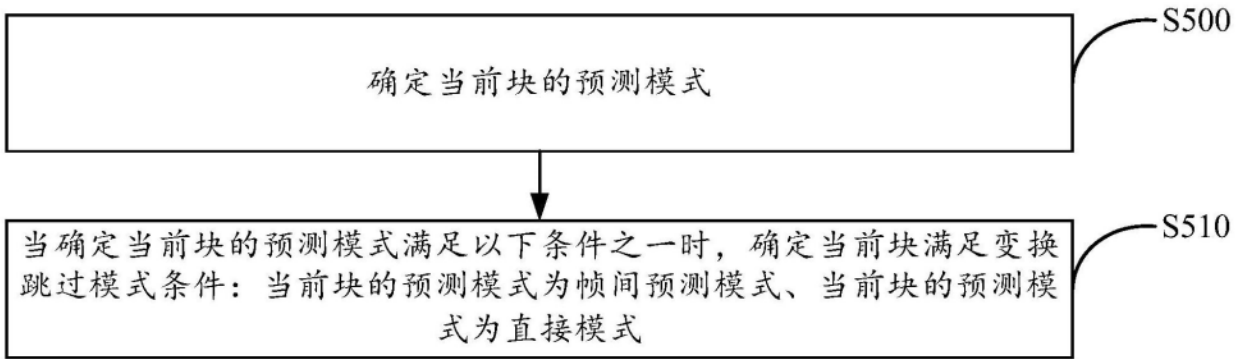 S500
确定当前块的预测模式
S510
当确定当前块的预测模式满足以下条件之一时，确定当前块满足变换
跳过模式条件：当前块的预测模式为帧间预测模式、当前块的预测模
式为直接模式